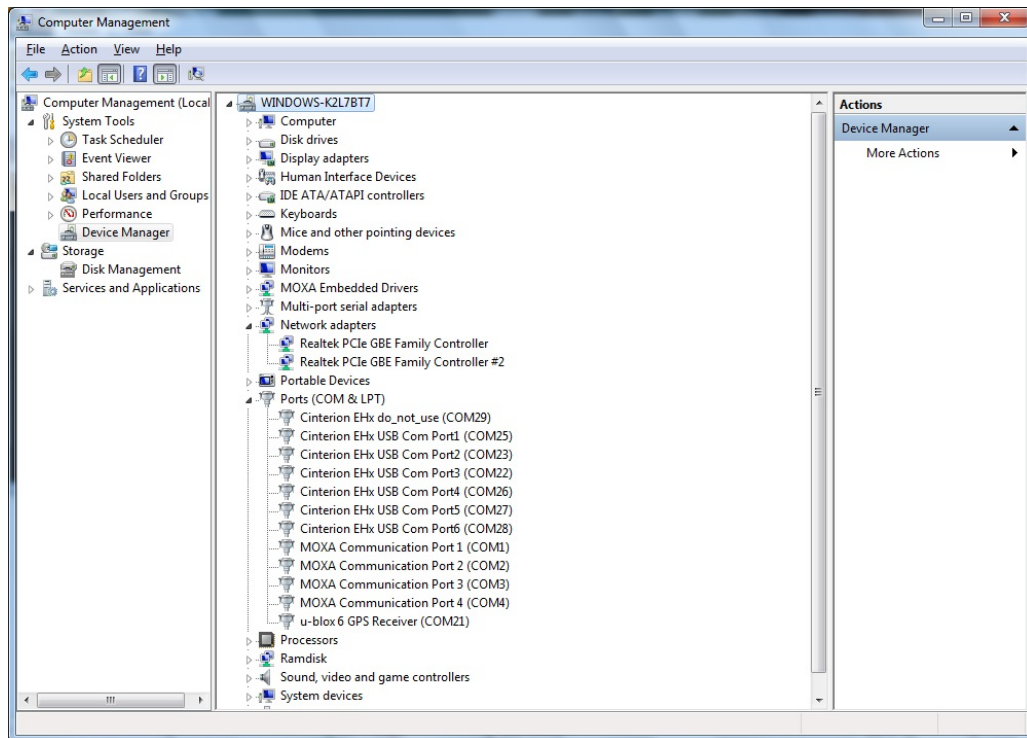 Computer Management
File Action View Help
Computer Management (Local
System Tools
Task Scheduler
Event Viewer
Shared Folders
Local Users and Groups
Performance
Device Manager
Storage
Disk Management
Services and Applications
WINDOWS-K2L7BT7
Computer
Disk drives
Display adapters
Human Interface Devices
IDE ATA/ATAPI controllers
Keyboards
Mice and other pointing devices
Modems
Monitors
MOXA Embedded Drivers
Multi-port serial adapters
Network adapters
Realtek PCIe GBE Family Controller
Realtek PCIe GBE Family Controller #2
Portable Devices
Ports (COM & LPT)
Cinterion EHx do_not_use (COM29)
Cinterion EHx USB Com Port1 (COM25)
Cinterion EHx USB Com Port2 (COM23)
Cinterion EHx USB Com Port3 (COM22)
Cinterion EHx USB Com Port4 (COM26)
Cinterion EHx USB Com Port5 (COM27)
Cinterion EHx USB Com Port6 (COM28)
MOXA Communication Port 1 (COM1)
MOXA Communication Port 2 (COM2)
MOXA Communication Port 3 (COM3)
MOXA Communication Port 4 (COM4)
u-blox 6 GPS Receiver (COM21)
Processors
Ramdisk
Sound, video and game controllers
System devices
Actions
Device Manager
More Actions